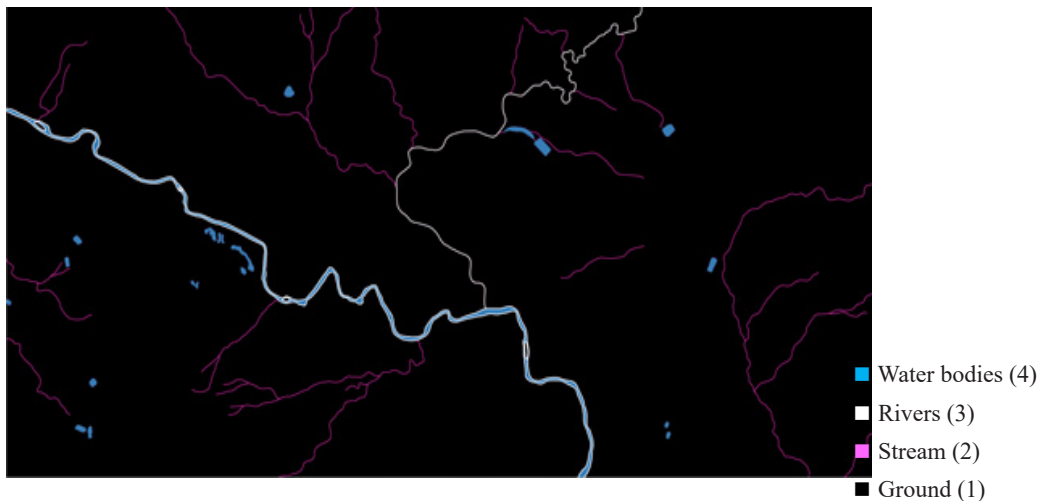 Water bodies (4)
Rivers (3)
Stream (2)
Ground (1)